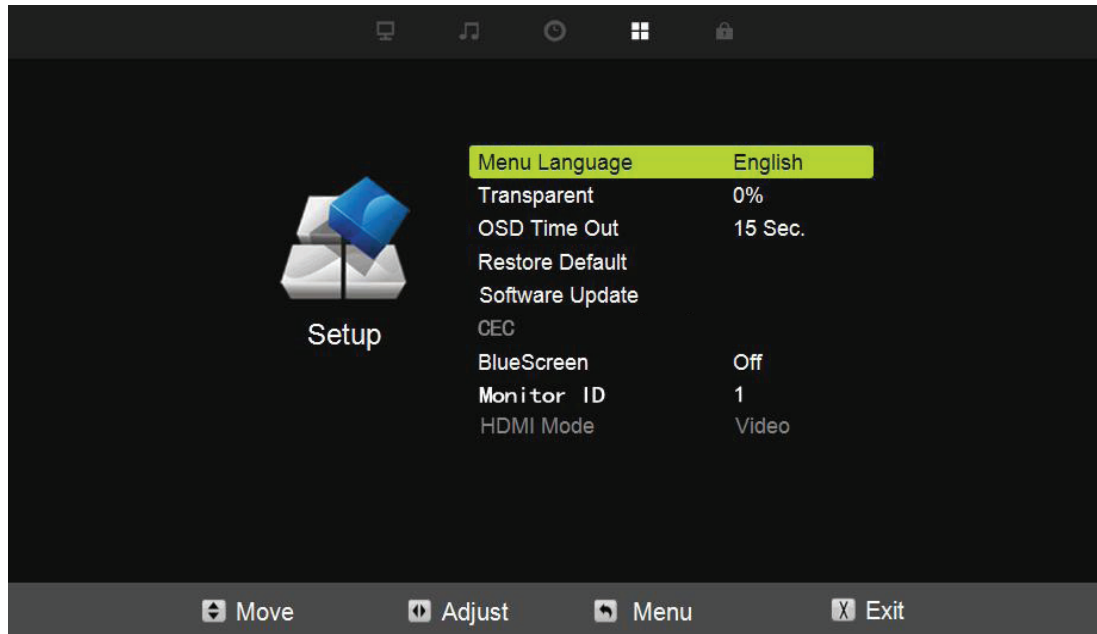 Menu Language English
Transparent 0%
OSD Time Out 15 Sec.
Restore Default
Software Update
Setup
CEC
BlueScreen Off
Monitor ID 1
HDMI Mode Video
Move Adjust Menu X Exit